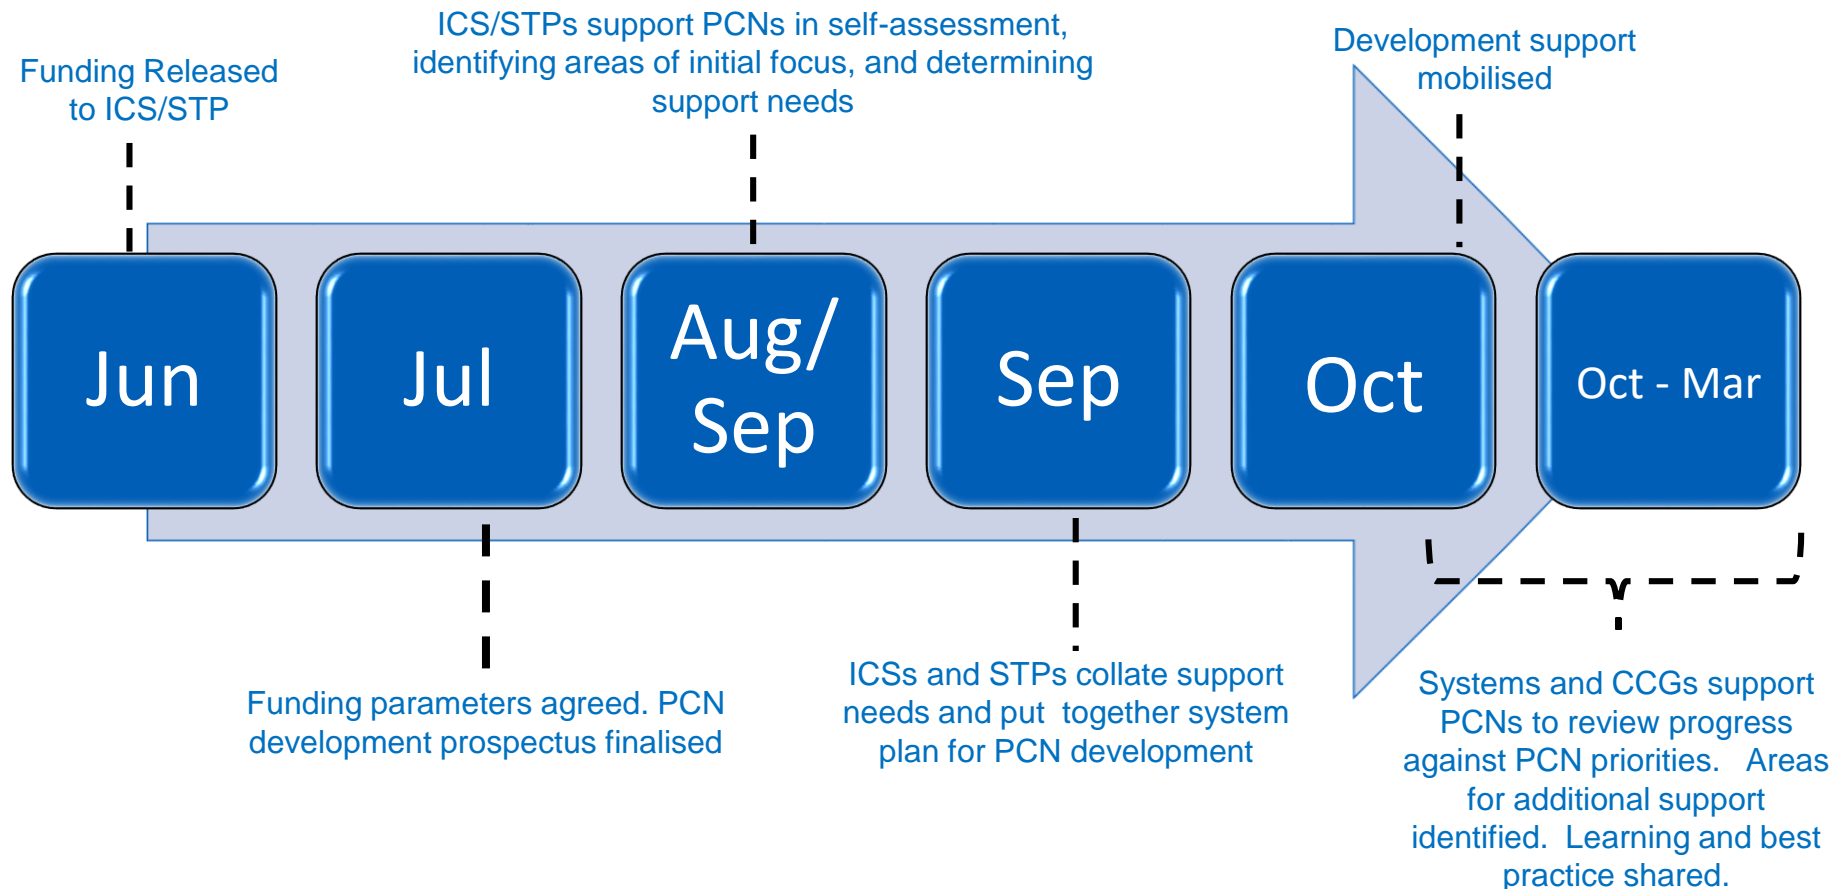 Funding Released
to ICS/STP
ICS/STPs support PCNs in self-assessment,
identifying areas of initial focus, and determining
support needs
Development support
mobilised
Jun
Jul
Aug/
Sep
Sep
Oct
Oct - Mar
Funding parameters agreed. PCN
development prospectus finalised
ICSs and STPs collate support
needs and put  together system
plan for PCN development
Systems and CCGs support
PCNs to review progress
against PCN priorities.   Areas
for additional support
identified.  Learning and best
practice shared.